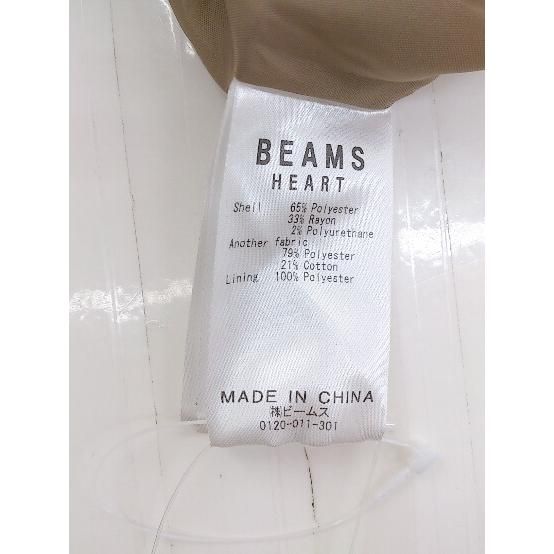 BEAMS
HEART
Shell 65% Polyester
33% Rayon
2% Polyurethane
Another fabric
79% Polyester
21% Cotton
Lining 100% Polyester
MADE IN CHINA
㈱ビームス
0120-011-301